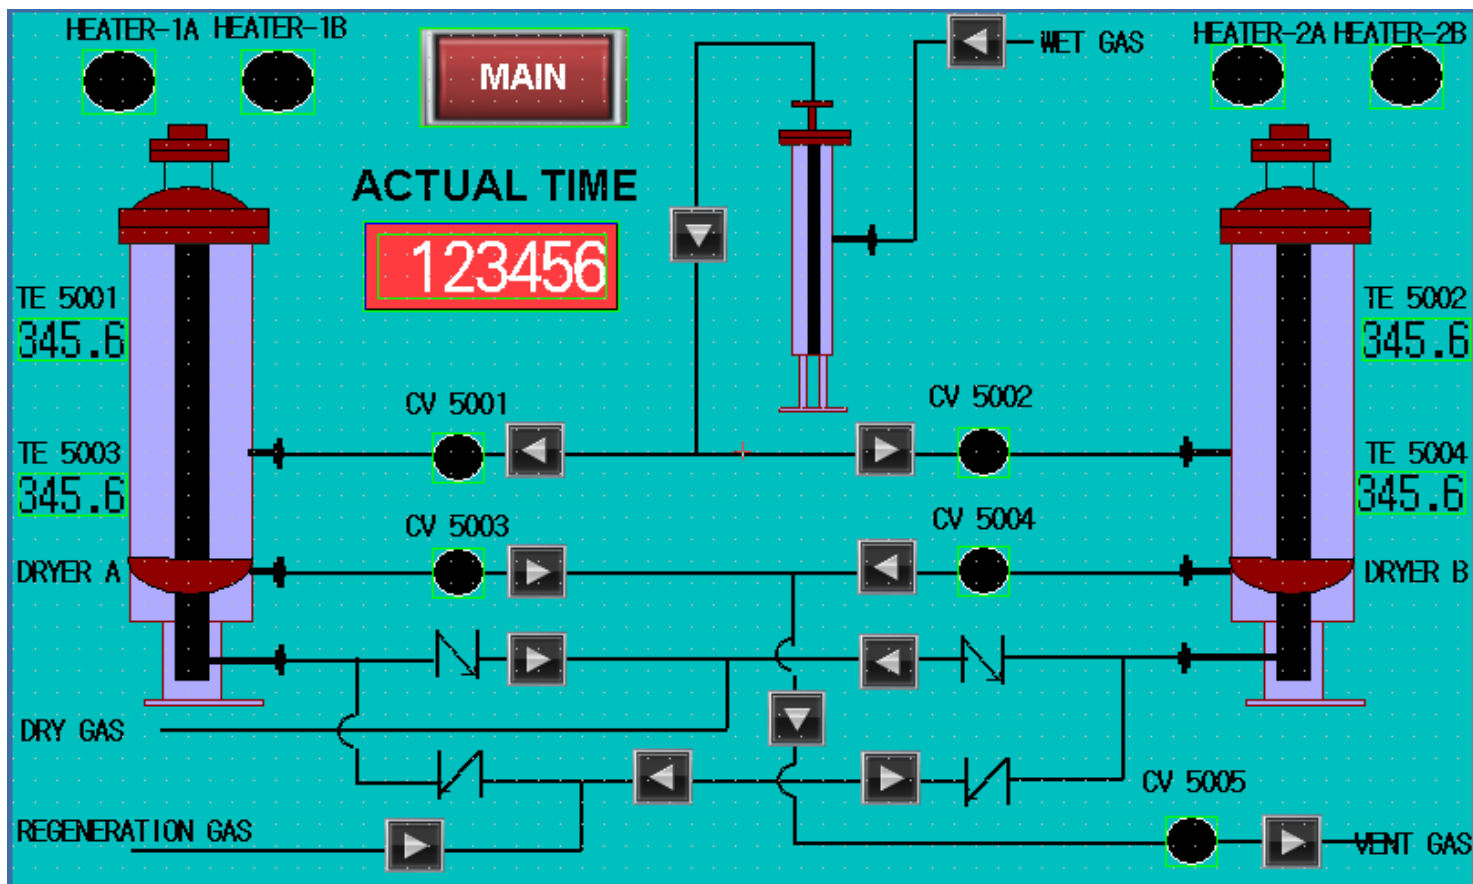 HEATER-1A HEATER-1B
MAIN
WET GAS
HEATER-2A HEATER-2B
ACTUAL TIME
123456
TE 5001
345.6
TE 5002
345.6
CV 5001
CV 5002
TE 5003
345.6
TE 5004
345.6
CV 5003
CV 5004
DRYER A
DRYER B
DRY GAS
CV 5005
REGENERATION GAS
VENT GAS